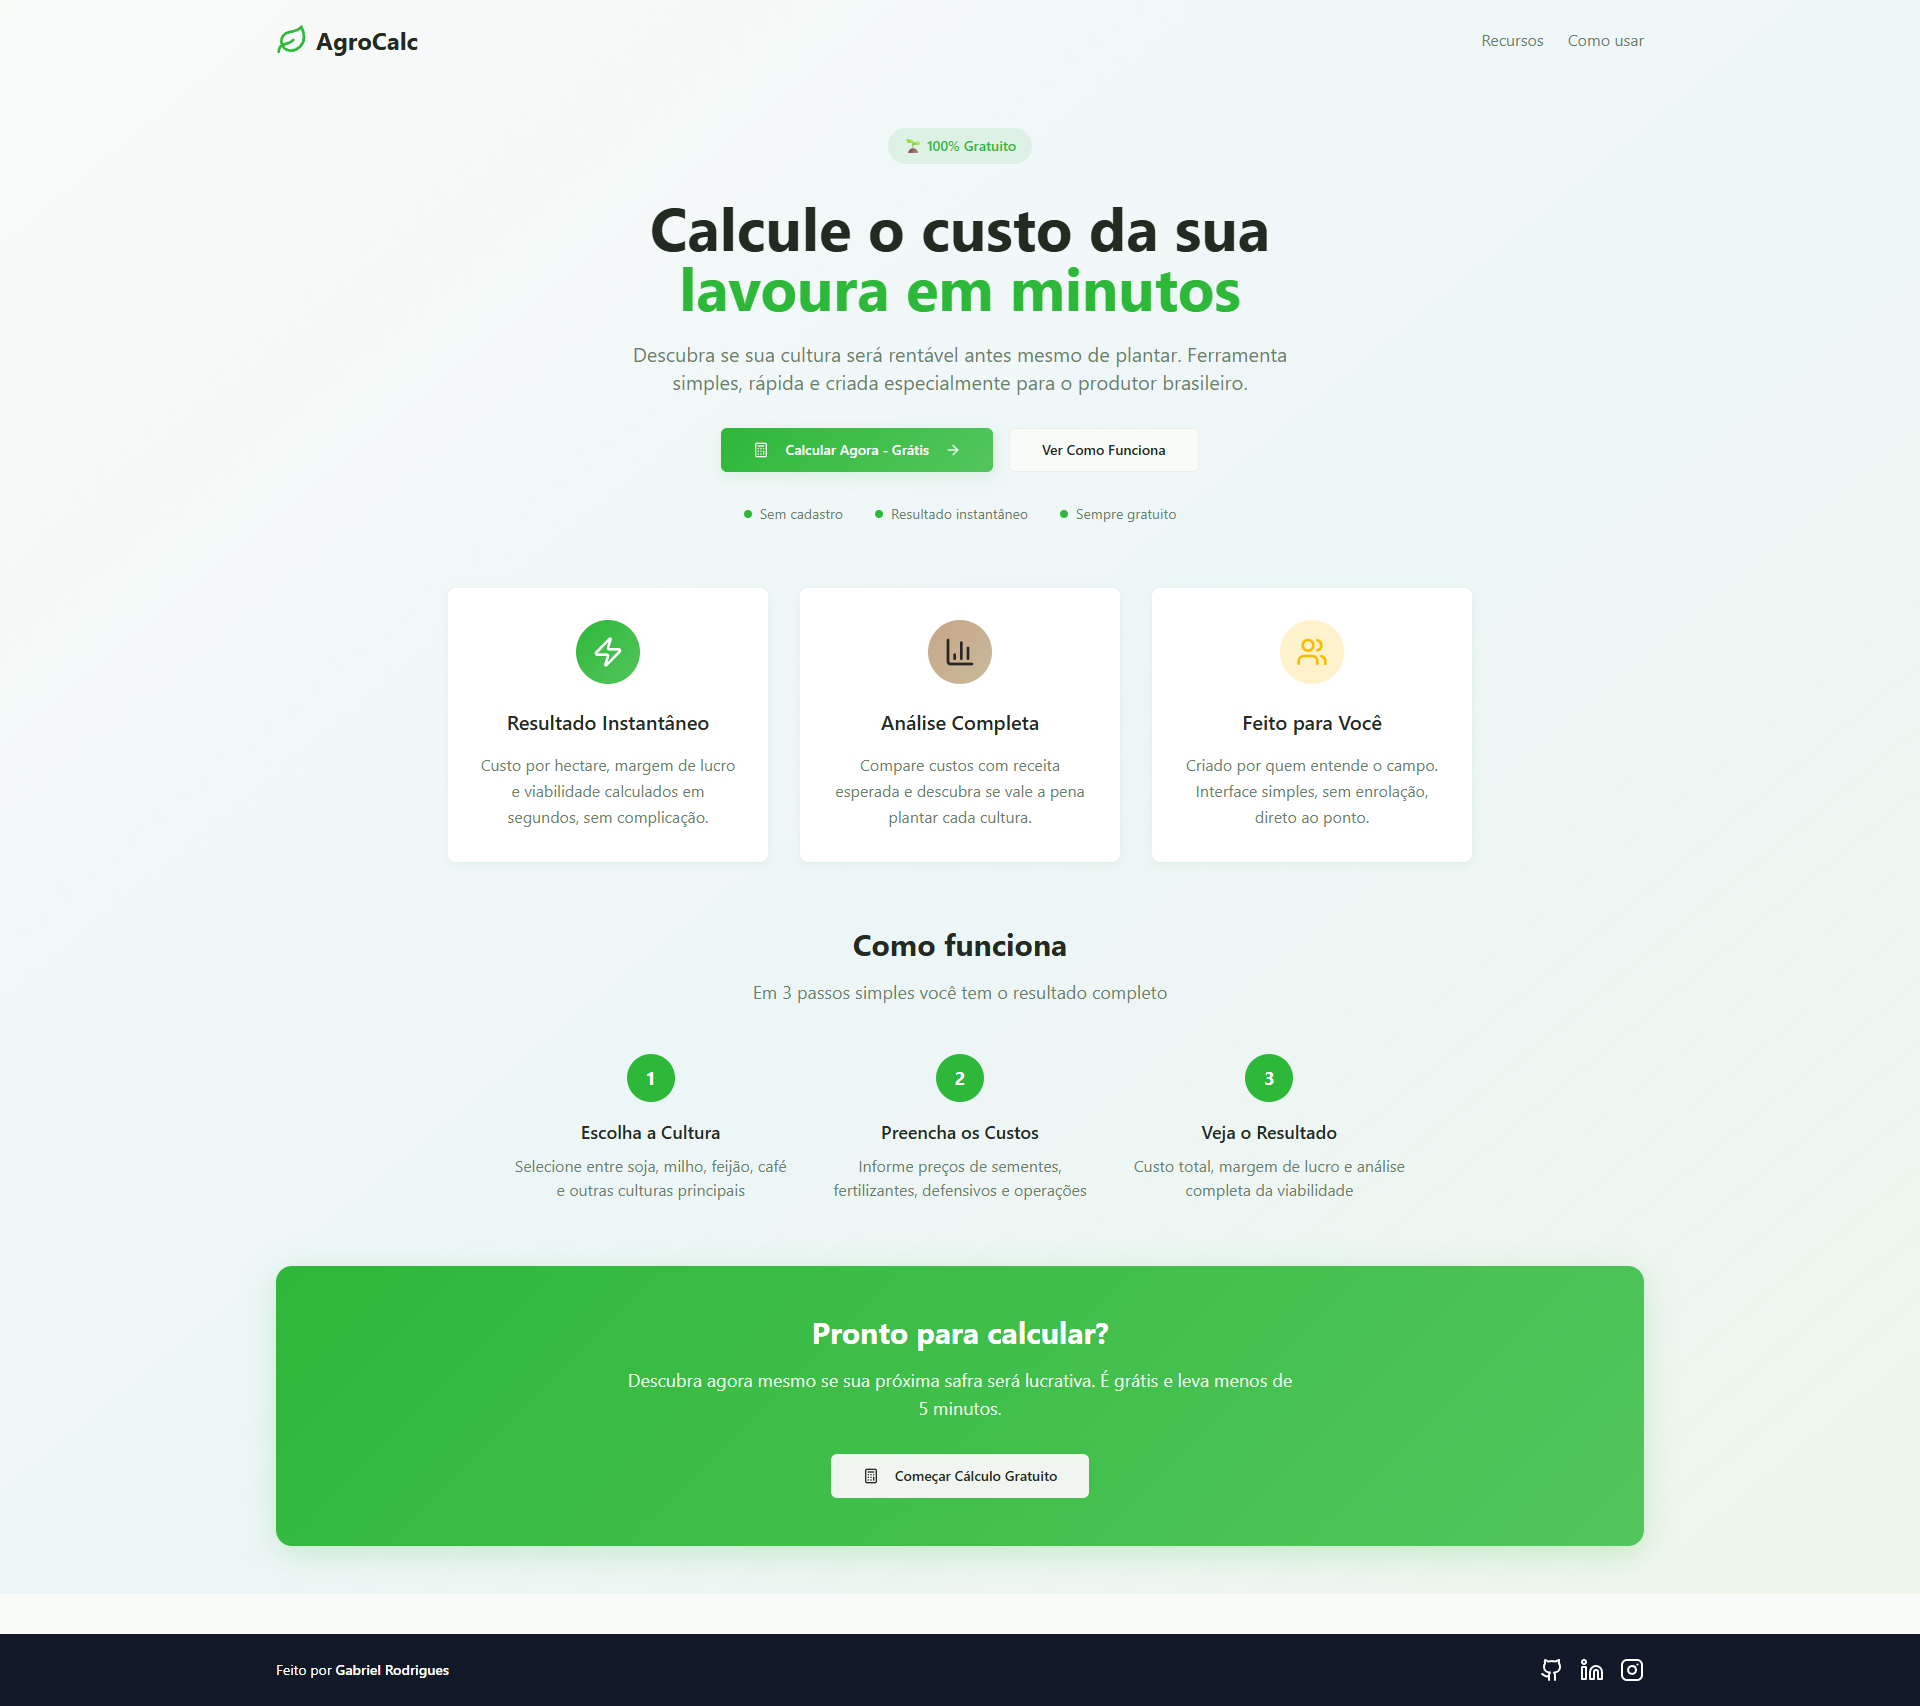 AgroCalc
Recursos
Como usar
100% Gratuito
Calcule o custo da sua
lavoura em minutos
Descubra se sua cultura será rentável antes mesmo de plantar. Ferramenta
simples, rápida e criada especialmente para o produtor brasileiro.
Calcular Agora - Grátis
Ver Como Funciona
Sem cadastro
Resultado instantâneo
Sempre gratuito
Resultado Instantâneo
Custo por hectare, margem de lucro
e viabilidade calculados em
segundos, sem complicação.
Análise Completa
Compare custos com receita
esperada e descubra se vale a pena
plantar cada cultura.
Feito para Você
Criado por quem entende o campo.
Interface simples, sem enrolação,
direto ao ponto.
Como funciona
Em 3 passos simples você tem o resultado completo
1
Escolha a Cultura
Selecione entre soja, milho, feijão, café
e outras culturas principais
2
Preencha os Custos
Informe preços de sementes,
fertilizantes, defensivos e operações
3
Veja o Resultado
Custo total, margem de lucro e análise
completa da viabilidade
Pronto para calcular?
Descubra agora mesmo se sua próxima safra será lucrativa. É grátis e leva menos de
5 minutos.
Começar Cálculo Gratuito
Feito por Gabriel Rodrigues